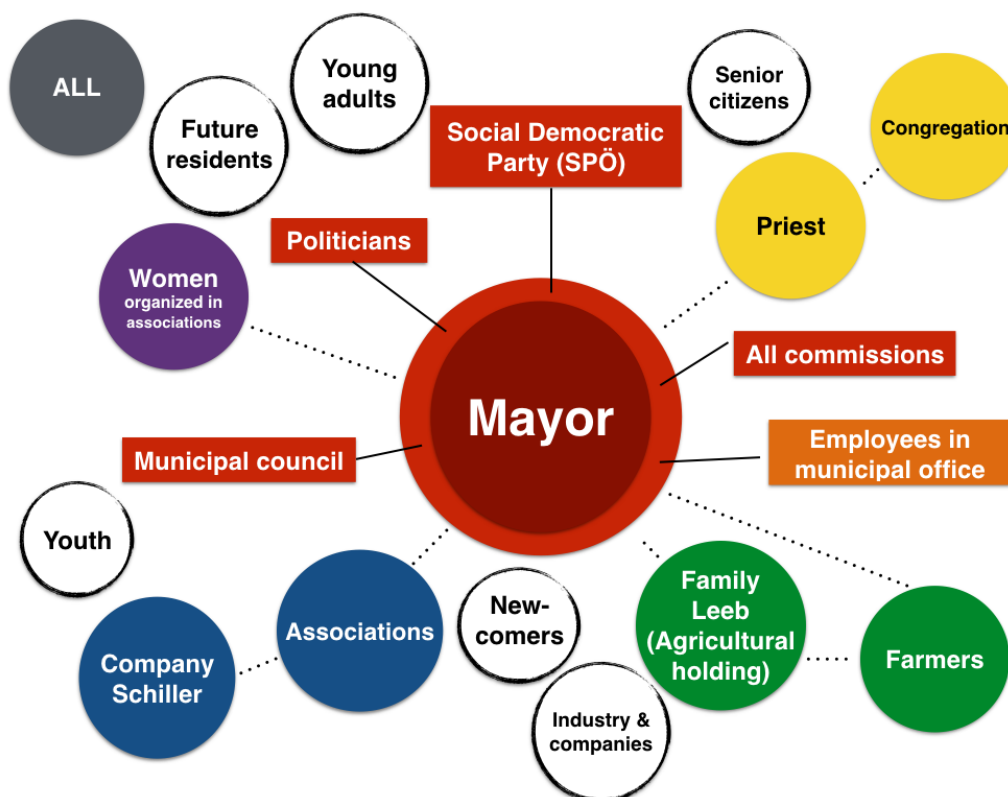 ALL
Future
residents
Young
adults
Social Democratic
Party (SPÖ)
Senior
citizens
Congregation
Priest
Politicians
Women
organized in
associations
All commissions
Mayor
Municipal council
Employees in
municipal office
Youth
Company
Schiller
Associations
New-
comers
Industry &
companies
Family
Leeb
(Agricultural
holding)
Farmers